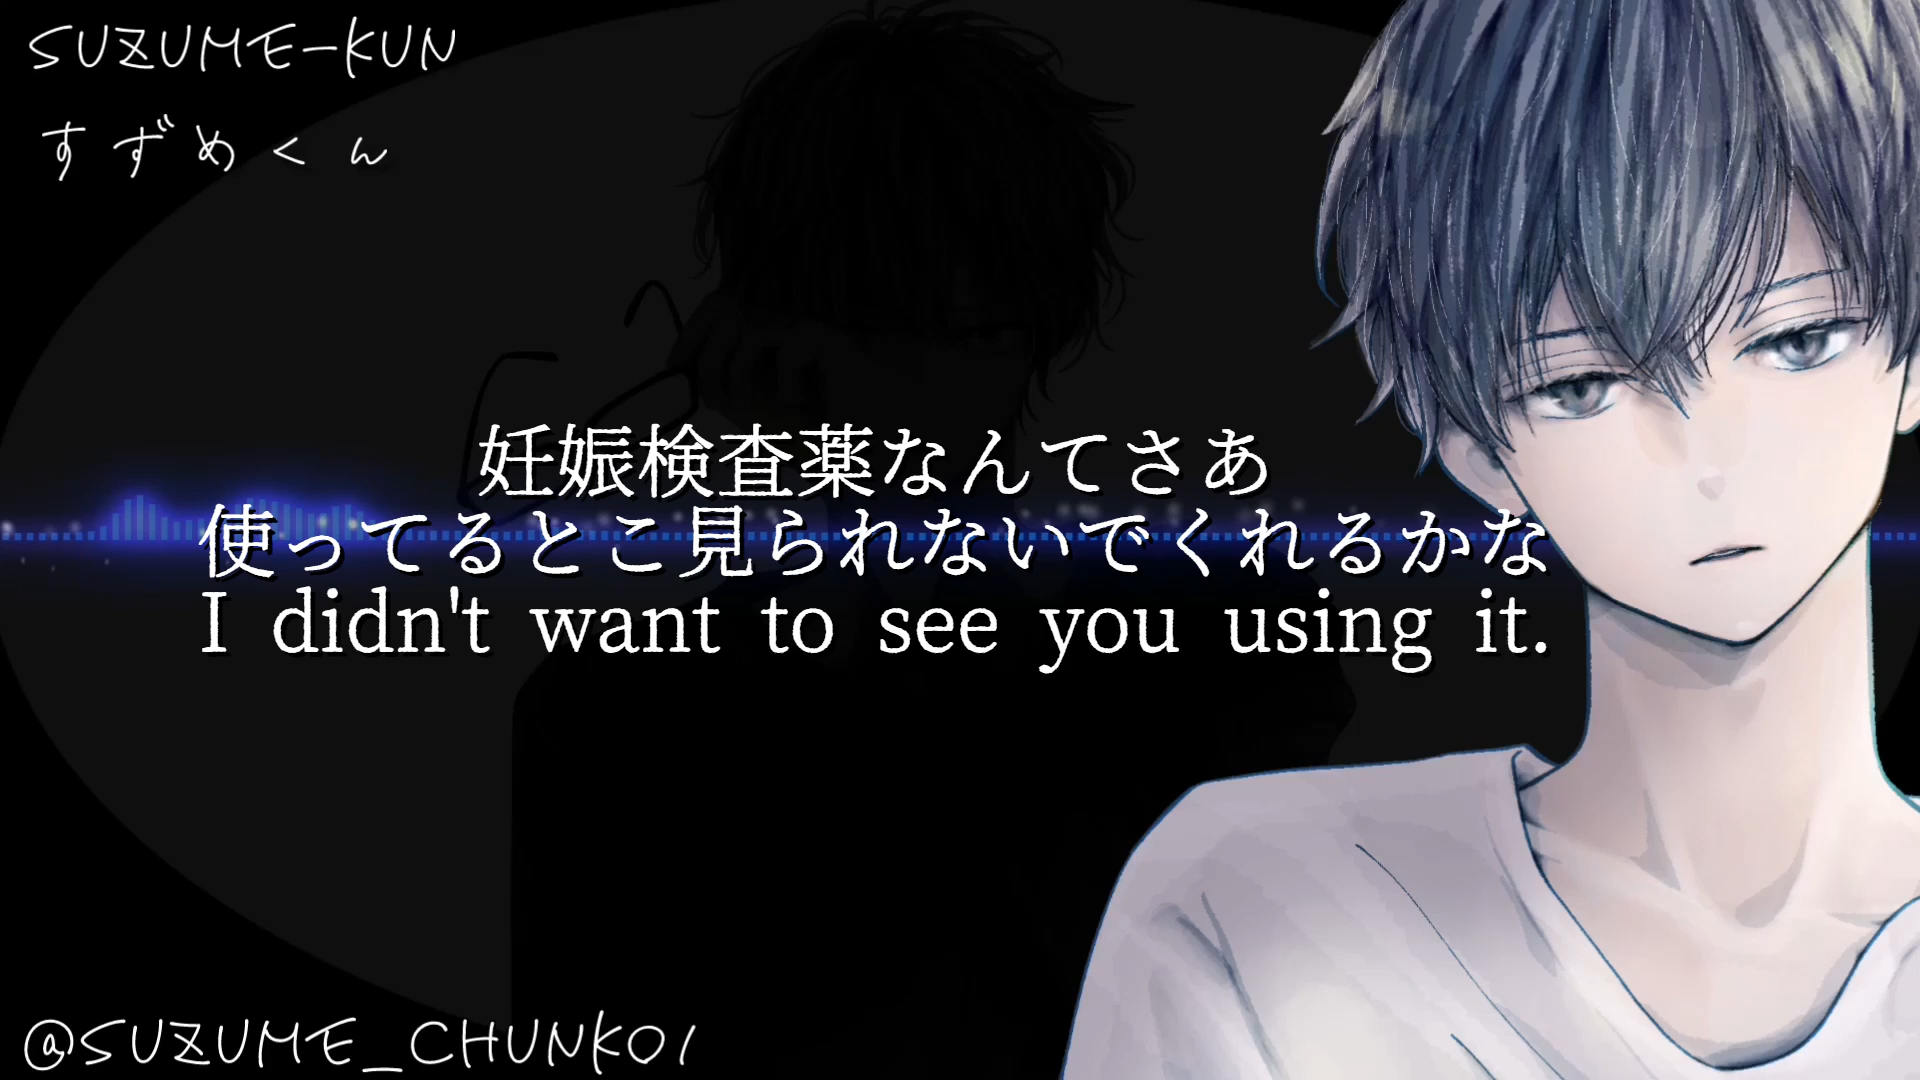 SUZUME-KUN
すずめくん
妊娠検査薬なんてさあ
使ってるとこ見られないでくれるかな
I didn't want to see you using it.
@SUZUME_CHUNK01